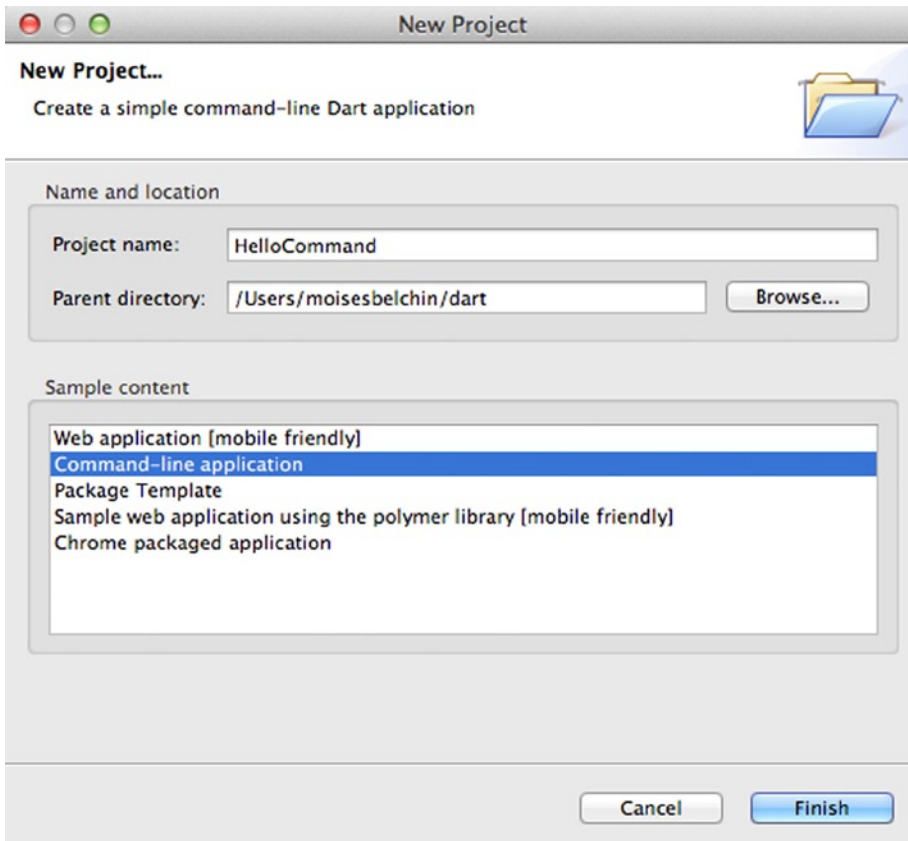 New Project
New Project...
Create a simple command-line Dart application
Name and location
Project name: HelloCommand
Parent directory: /Users/moisesbelchin/dart Browse...
Sample content
Web application [mobile friendly]
Command-line application
Package Template
Sample web application using the polymer library [mobile friendly]
Chrome packaged application
Cancel Finish